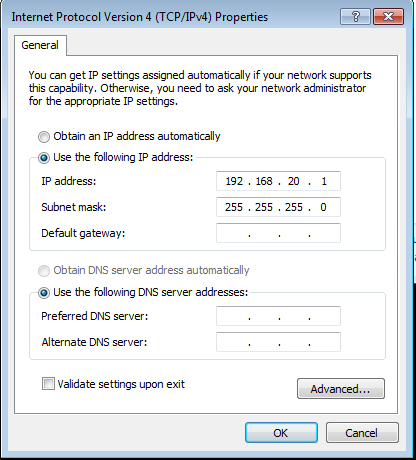 Internet Protocol Version 4 (TCP/IPv4) Properties
General
You can get IP settings assigned automatically if your network supports
this capability. Otherwise, you need to ask your network administrator
for the appropriate IP settings.
Obtain an IP address automatically
Use the following IP address:
IP address: 192 . 168 . 20 . 1
Subnet mask: 255 . 255 . 255 . 0
Default gateway: . . .
Obtain DNS server address automatically
Use the following DNS server addresses:
Preferred DNS server: . . .
Alternate DNS server: . . .
Validate settings upon exit
Advanced...
OK Cancel